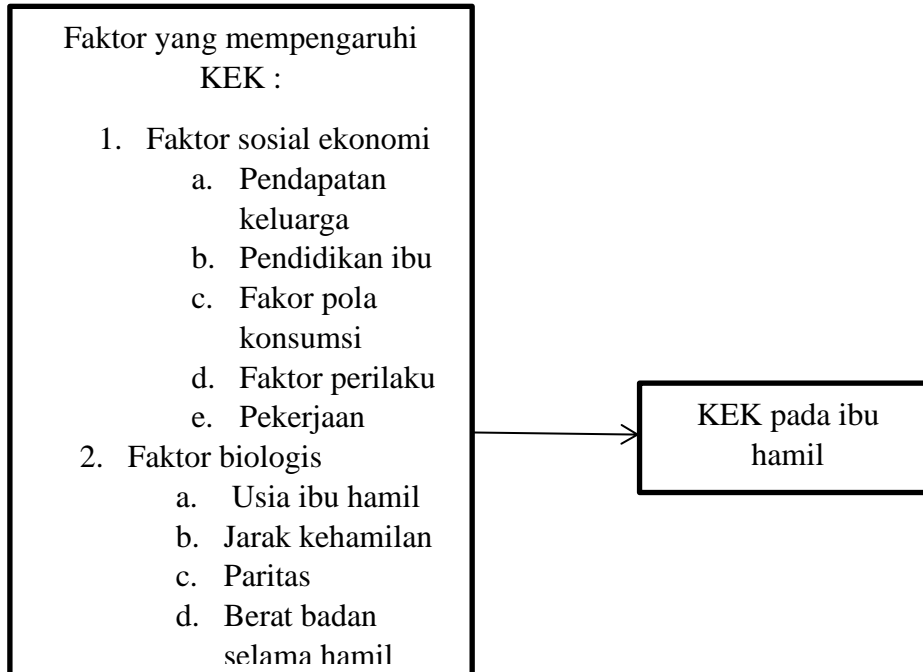 Faktor yang mempengaruhi
KEK :
1. Faktor sosial ekonomi
a. Pendapatan
keluarga
b. Pendidikan ibu
c. Fakor pola
konsumsi
d. Faktor perilaku
e. Pekerjaan
2. Faktor biologis
a. Usia ibu hamil
b. Jarak kehamilan
c. Paritas
d. Berat badan
selama hamil
KEK pada ibu
hamil